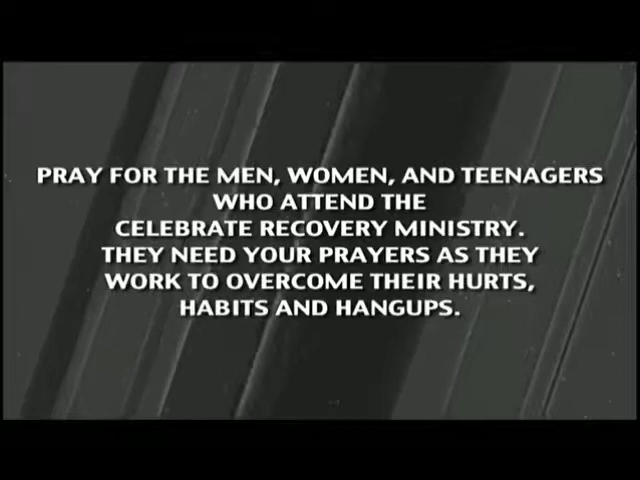 PRAY FOR THE MEN, WOMEN, AND TEENAGERS
WHO ATTEND THE
CELEBRATE RECOVERY MINISTRY.
THEY NEED YOUR PRAYERS AS THEY
WORK TO OVERCOME THEIR HURTS,
HABITS AND HANGUPS.